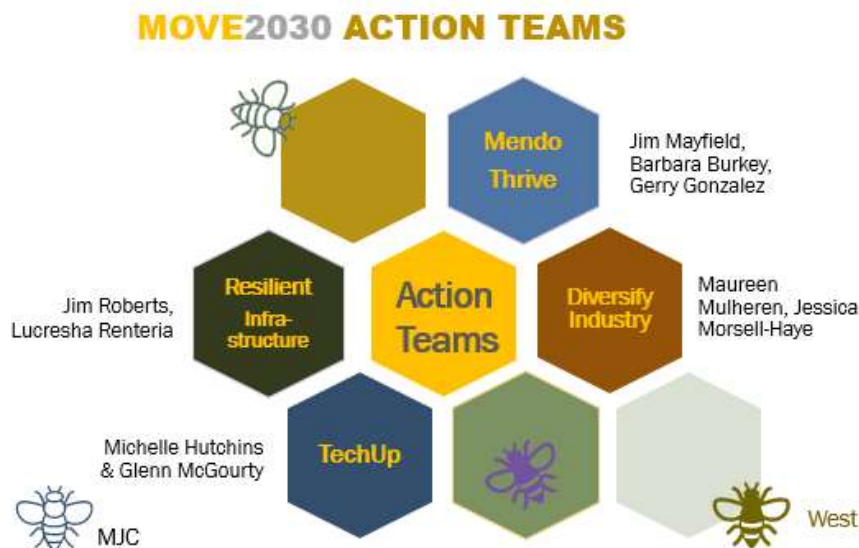 MOVE2030 ACTION TEAMS
Mendo
Thrive
Jim Mayfield,
Barbara Burkey,
Gerry Gonzalez
Jim Roberts,
Lucresha Renteria
Resilient
Infra-
structure
Action
Teams
Diversify
Industry
Maureen
Mulheren, Jessica
Morsell-Haye
Michelle Hutchins
& Glenn McGourty
TechUp
MJC
West